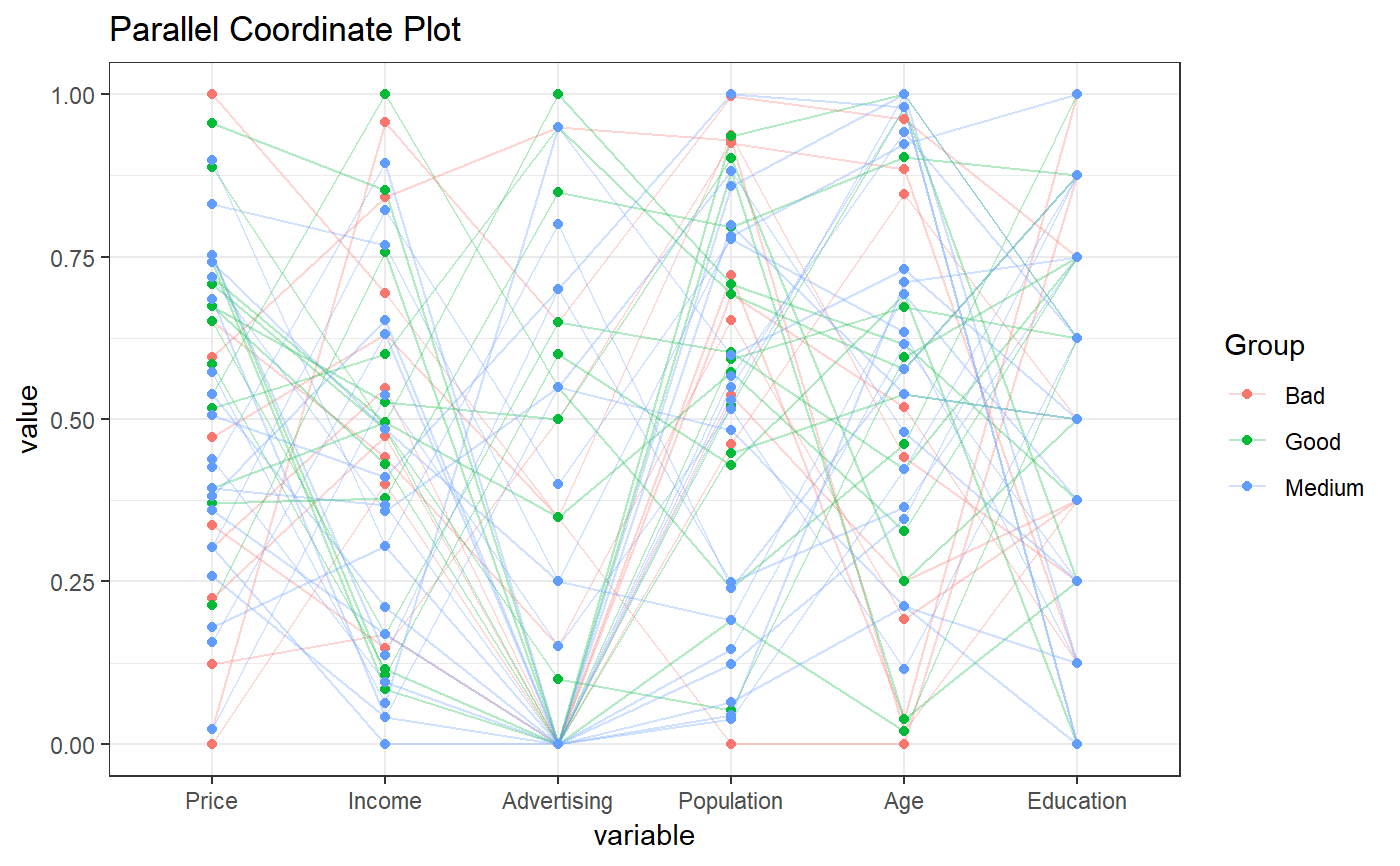 Parallel Coordinate Plot
1.00
0.75
0.50
0.25
0.00
value
Price Income Advertising Population Age Education
variable
Group
Bad
Good
Medium